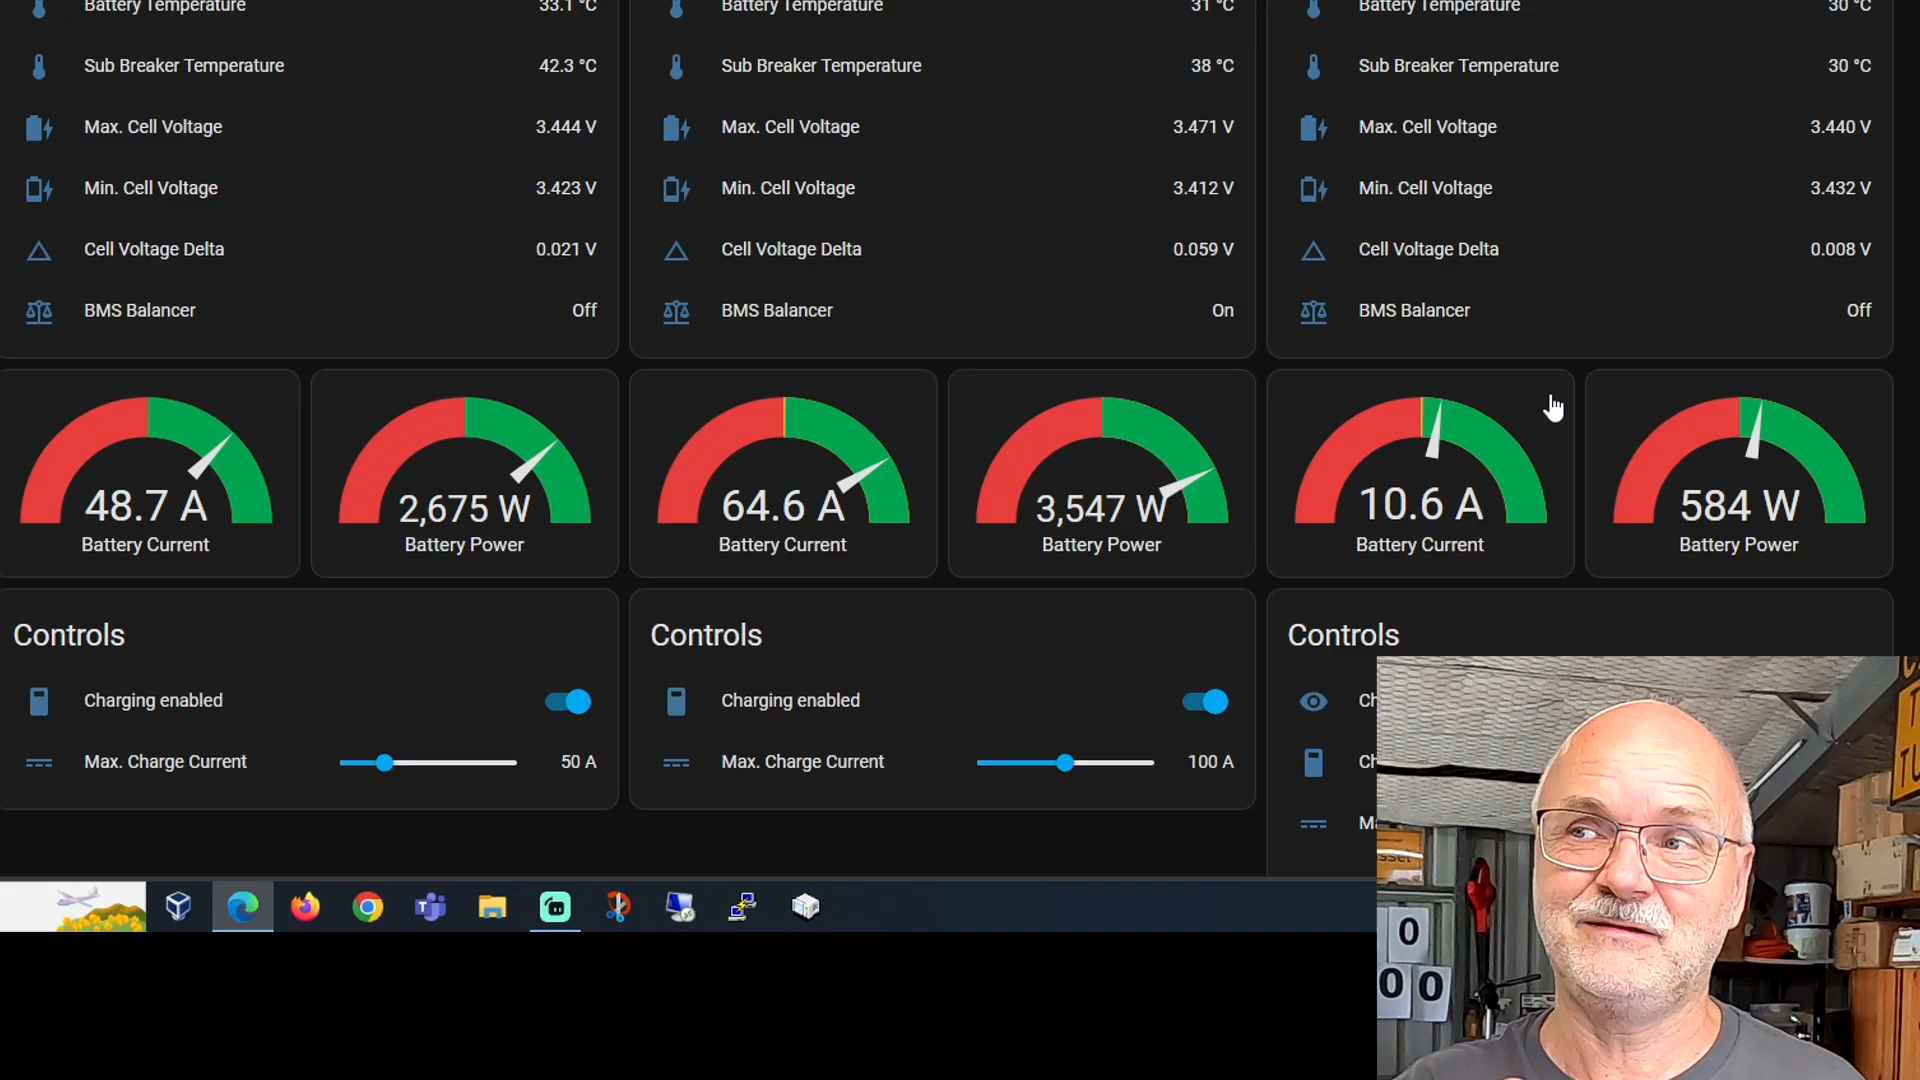 Battery Temperature 33.1 °C
Sub Breaker Temperature 42.3 °C
Max. Cell Voltage 3.444 V
Min. Cell Voltage 3.423 V
Cell Voltage Delta 0.021 V
BMS Balancer Off
Battery Temperature 31 °C
Sub Breaker Temperature 38 °C
Max. Cell Voltage 3.471 V
Min. Cell Voltage 3.412 V
Cell Voltage Delta 0.059 V
BMS Balancer On
Battery Temperature 30 °C
Sub Breaker Temperature 30 °C
Max. Cell Voltage 3.440 V
Min. Cell Voltage 3.432 V
Cell Voltage Delta 0.008 V
BMS Balancer Off
48.7 A
Battery Current
2,675 W
Battery Power
64.6 A
Battery Current
3,547 W
Battery Power
10.6 A
Battery Current
584 W
Battery Power
Controls
Charging enabled
Max. Charge Current 50 A
Controls
Charging enabled
Max. Charge Current 100 A
Controls
Ch
Ch
0
00